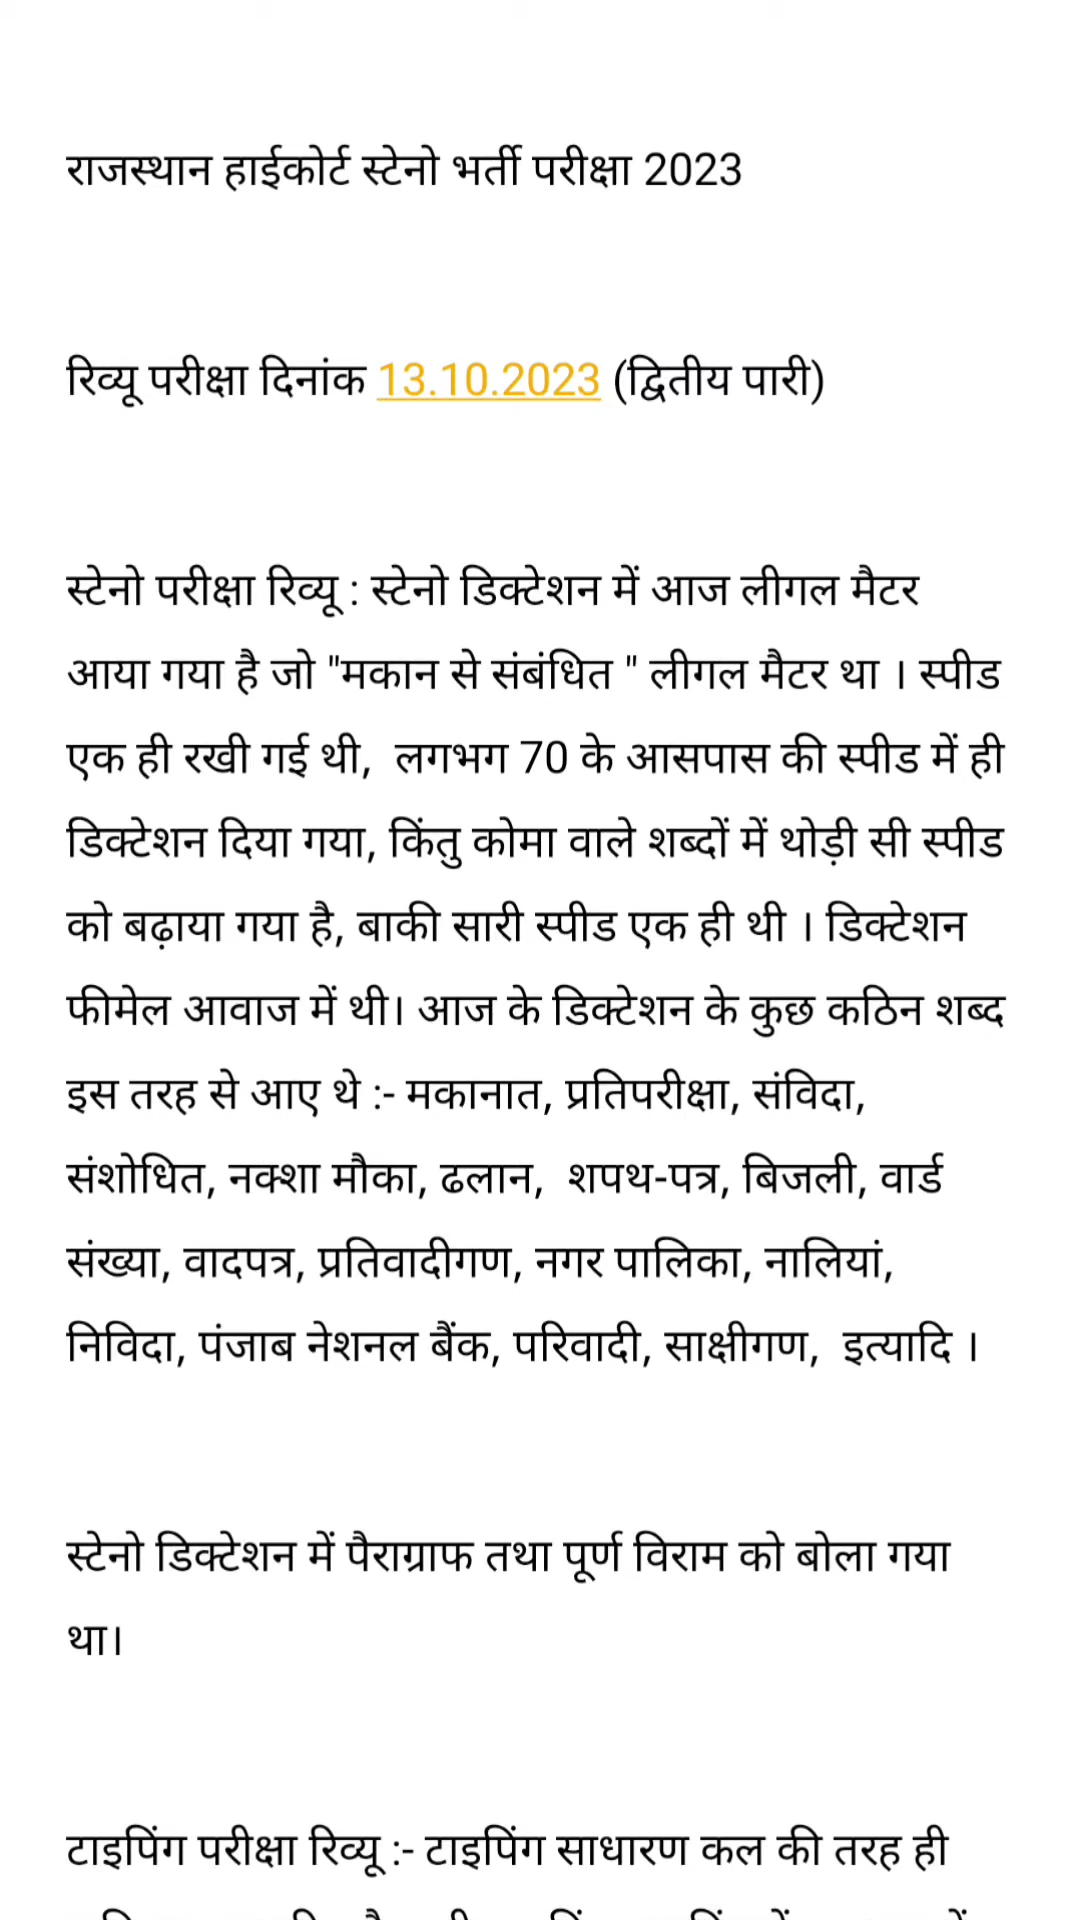 राजस्थान हाईकोर्ट स्टेनो भर्ती परीक्षा 2023
रिव्यू परीक्षा दिनांक 13.10.2023 (द्वितीय पारी)
स्टेनो परीक्षा रिव्यू : स्टेनो डिक्टेशन में आज लीगल मैटर
आया गया है जो "मकान से संबंधित " लीगल मैटर था । स्पीड
एक ही रखी गई थी,  लगभग 70 के आसपास की स्पीड में ही
डिक्टेशन दिया गया, किंतु कोमा वाले शब्दों में थोड़ी सी स्पीड
को बढ़ाया गया है, बाकी सारी स्पीड एक ही थी । डिक्टेशन
फीमेल आवाज में थी। आज के डिक्टेशन के कुछ कठिन शब्द
इस तरह से आए थे :- मकानात, प्रतिपरीक्षा, संविदा,
संशोधित, नक्शा मौका, ढलान,  शपथ-पत्र, बिजली, वार्ड
संख्या, वादपत्र, प्रतिवादीगण, नगर पालिका, नालियां,
निविदा, पंजाब नेशनल बैंक, परिवादी, साक्षीगण,  इत्यादि ।
स्टेनो डिक्टेशन में पैराग्राफ तथा पूर्ण विराम को बोला गया
था।
टाइपिंग परीक्षा रिव्यू :- टाइपिंग साधारण कल की तरह ही